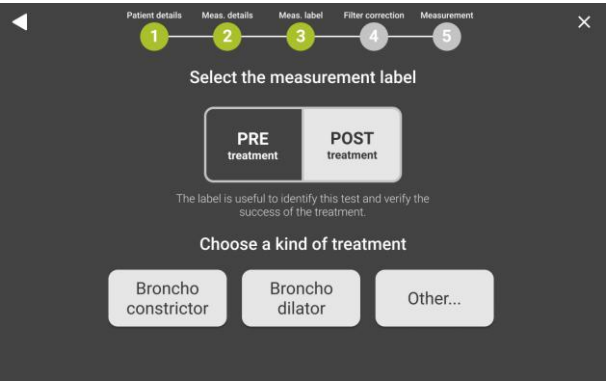 Patient details Meas. details Meas. label Filter correction Measurement
1 2 3 4 5
Select the measurement label
PRE
treatment
POST
treatment
The label is useful to identify this test and verify the
success of the treatment.
Choose a kind of treatment
Broncho
constrictor
Broncho
dilator
Other...